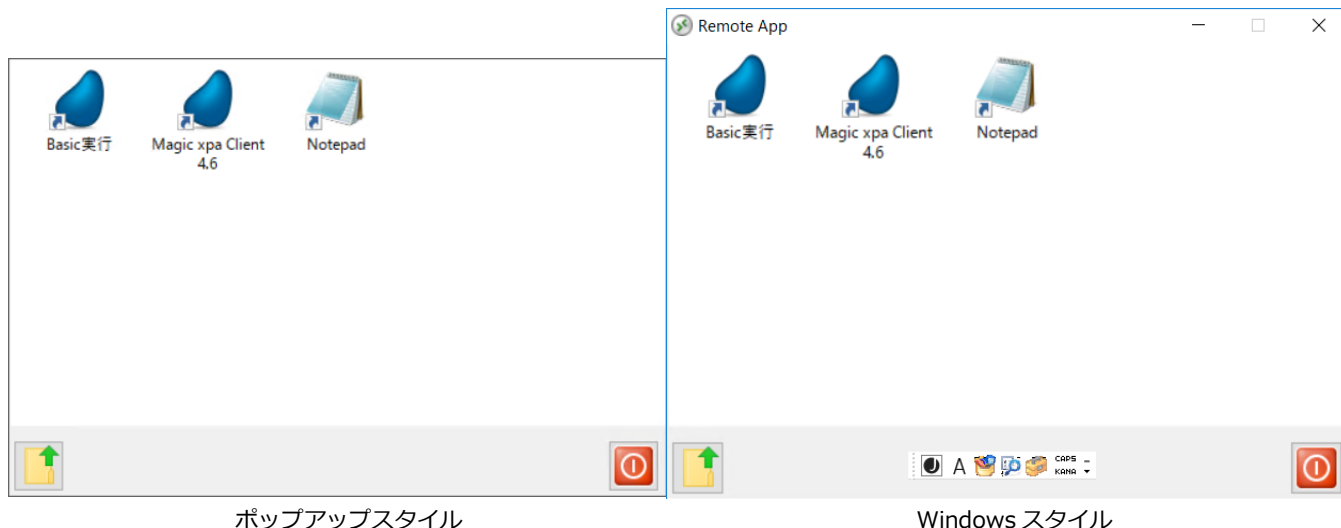 Remote App
Basic実行
Magic xpa Client
4.6
Notepad
Basic実行
Magic xpa Client
4.6
Notepad
A
CAPS
KANA
ポップアップスタイル
Windows スタイル